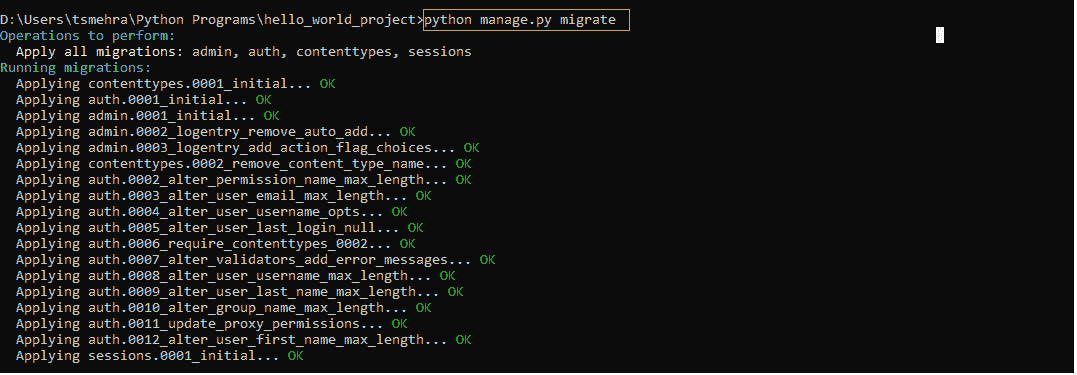 D:\Users\tsmehra\Python Programs\hello_world_project>python manage.py migrate
Operations to perform:
  Apply all migrations: admin, auth, contenttypes, sessions
Running migrations:
  Applying contenttypes.0001_initial... OK
  Applying auth.0001_initial... OK
  Applying admin.0001_initial... OK
  Applying admin.0002_logentry_remove_auto_add... OK
  Applying admin.0003_logentry_add_action_flag_choices... OK
  Applying contenttypes.0002_remove_content_type_name... OK
  Applying auth.0002_alter_permission_name_max_length... OK
  Applying auth.0003_alter_user_email_max_length... OK
  Applying auth.0004_alter_user_username_opts... OK
  Applying auth.0005_alter_user_last_login_null... OK
  Applying auth.0006_require_contenttypes_0002... OK
  Applying auth.0007_alter_validators_add_error_messages... OK
  Applying auth.0008_alter_user_username_max_length... OK
  Applying auth.0009_alter_user_last_name_max_length... OK
  Applying auth.0010_alter_group_name_max_length... OK
  Applying auth.0011_update_proxy_permissions... OK
  Applying auth.0012_alter_user_first_name_max_length... OK
  Applying sessions.0001_initial... OK